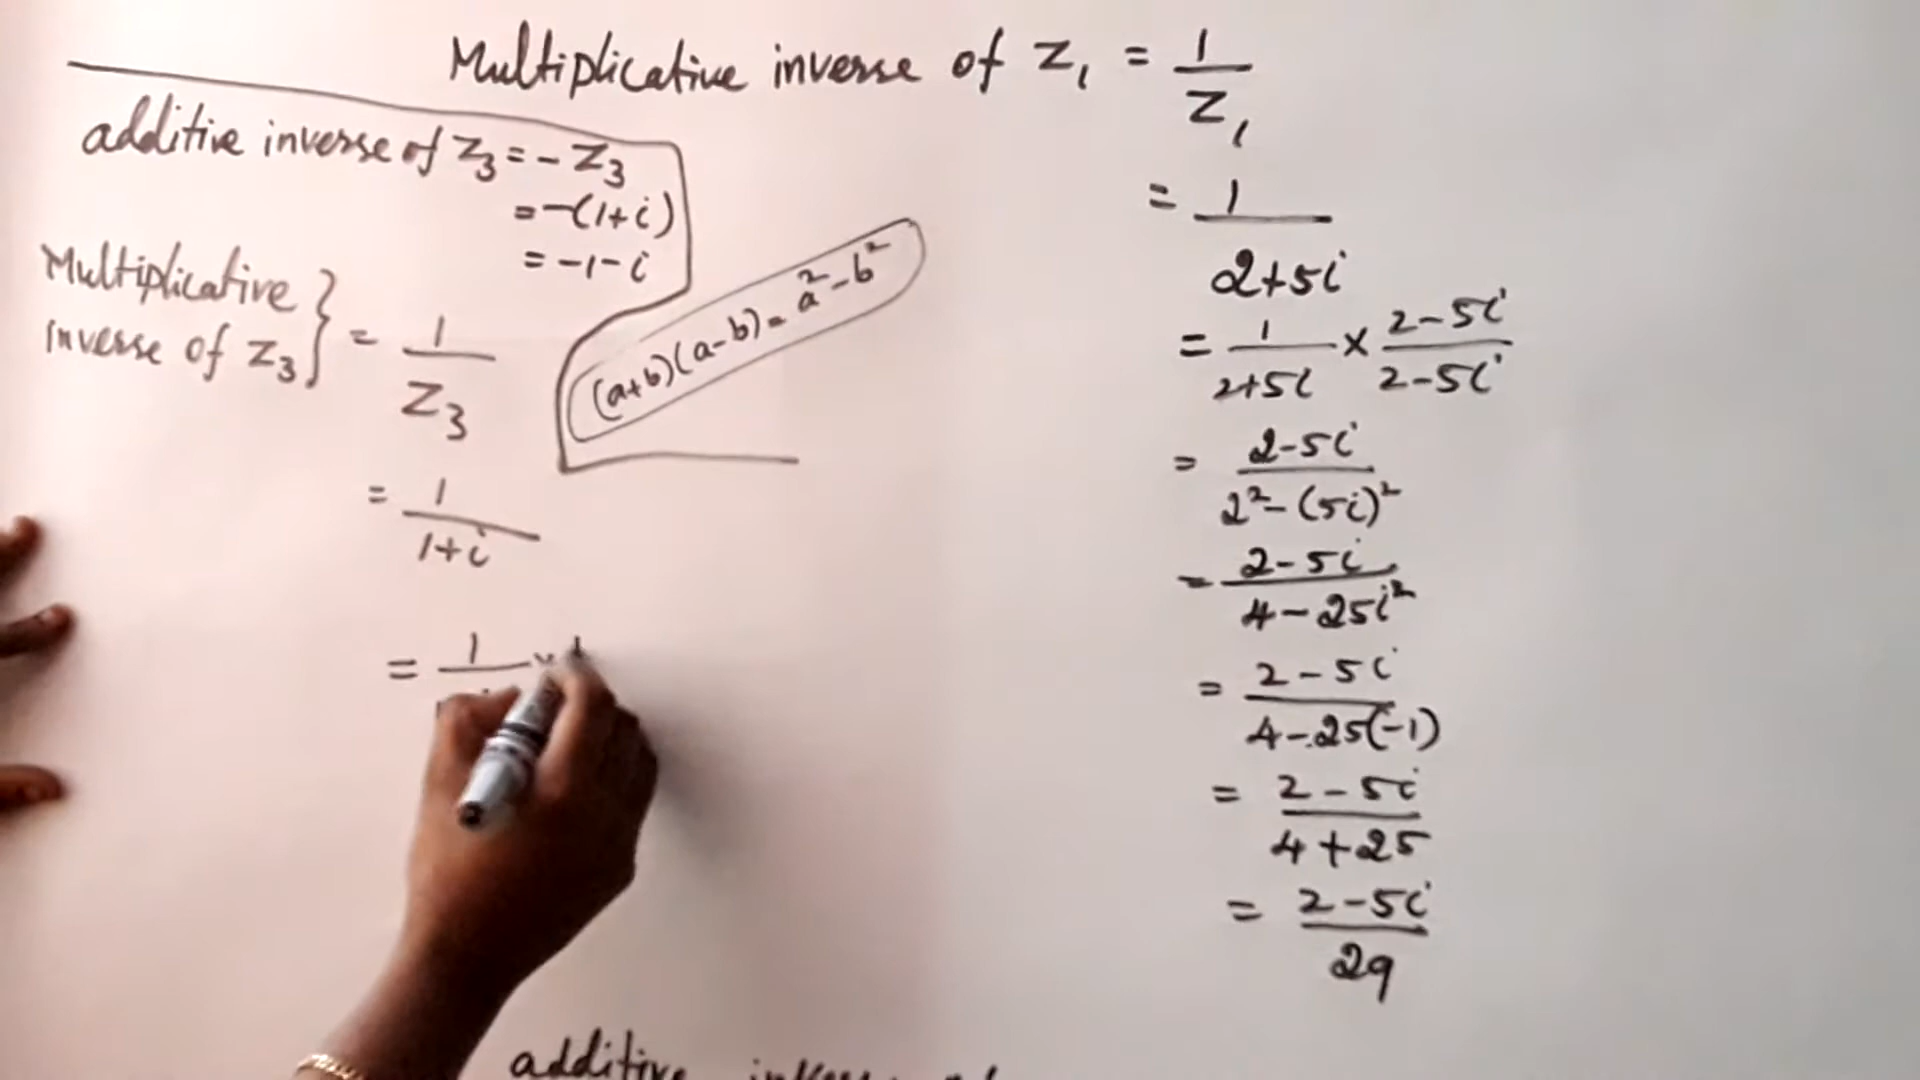 Multiplicative inverse of Z₁ = 1/Z₁
= 1/(2+5i)
= 1/(2+5i) × (2-5i)/(2-5i)
= (2-5i)/(2²-(5i)²)
= (2-5i)/(4-25i²)
= (2-5i)/(4-25(-1))
= (2-5i)/(4+25)
= (2-5i)/29
additive inverse of Z₃ = -Z₃
= -(1+i)
= -1-i
(a+b)(a-b) = a²-b²
Multiplicative
inverse of Z₃ } = 1/Z₃
= 1/(1+i)
= 1 ×
additive